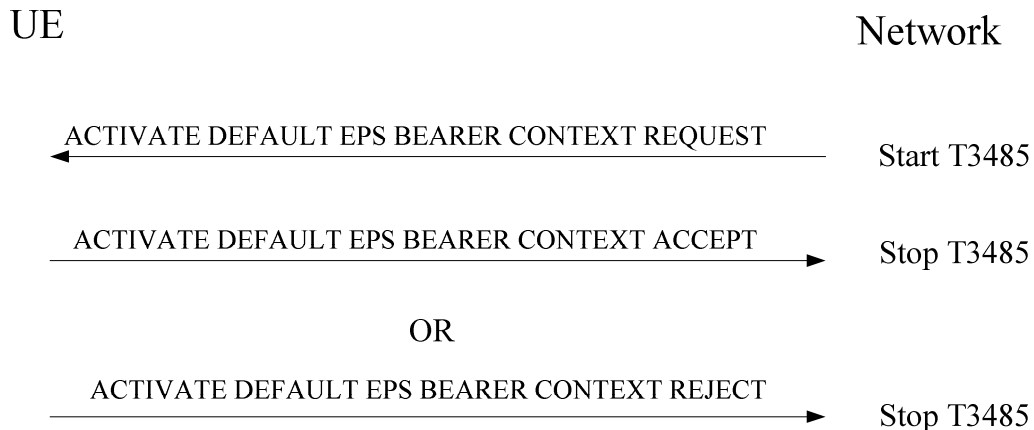 UE
Network
ACTIVATE DEFAULT EPS BEARER CONTEXT REQUEST
Start T3485
ACTIVATE DEFAULT EPS BEARER CONTEXT ACCEPT
Stop T3485
OR
ACTIVATE DEFAULT EPS BEARER CONTEXT REJECT
Stop T3485